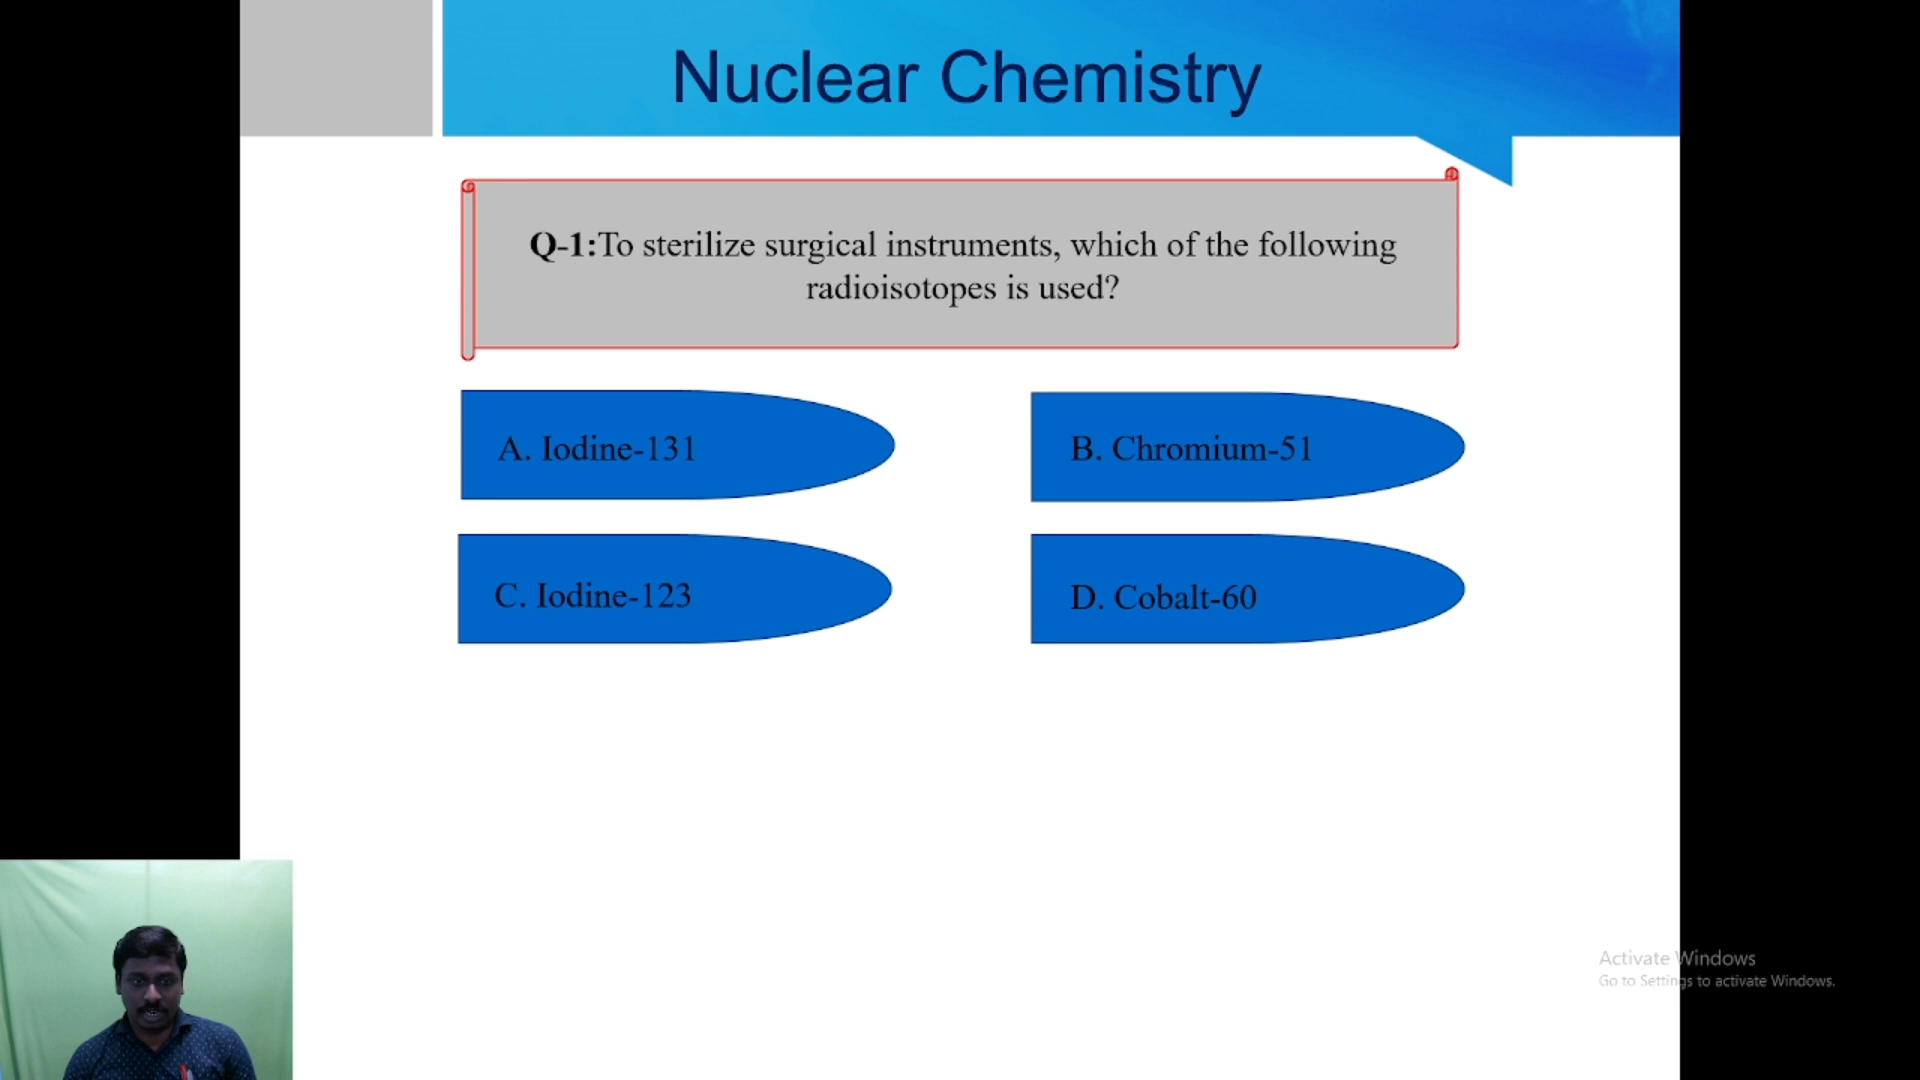 Nuclear Chemistry
Q-1:To sterilize surgical instruments, which of the following
radioisotopes is used?
A. Iodine-131
B. Chromium-51
C. Iodine-123
D. Cobalt-60
Activate Windows
Go to Settings to activate Windows.